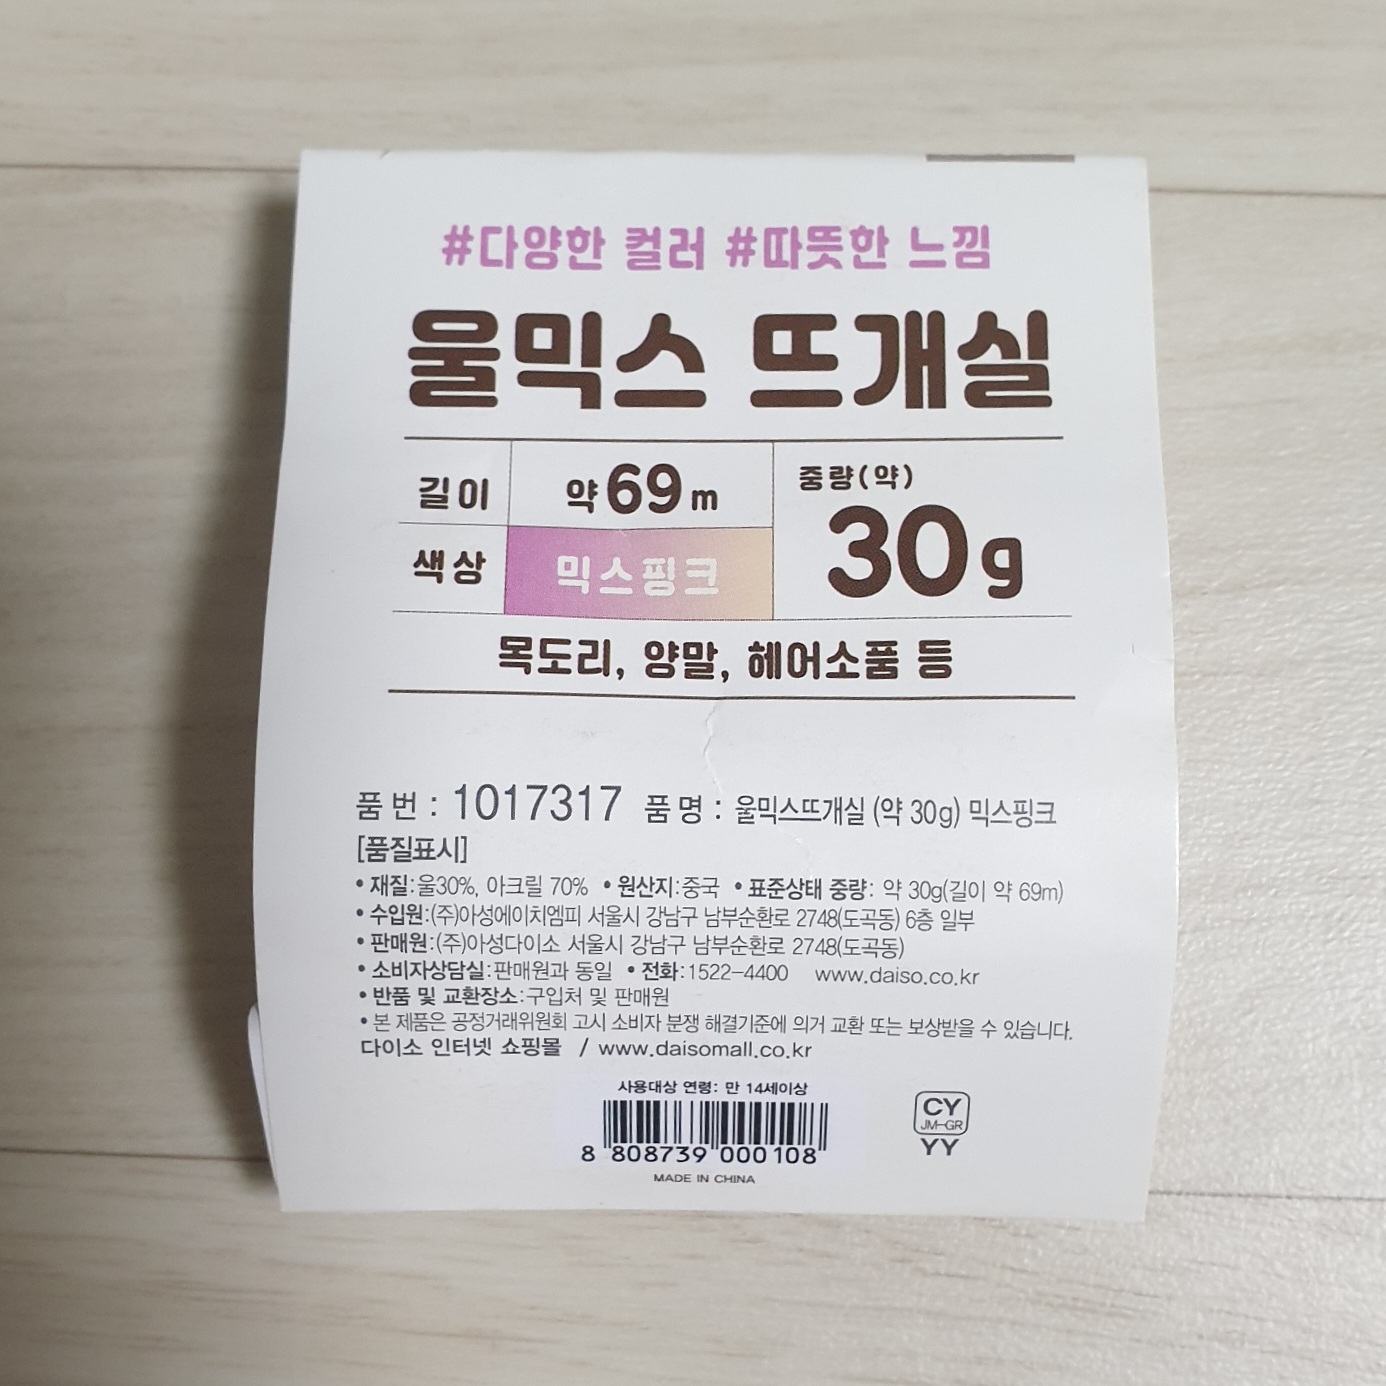 #다양한 컬러 #따뜻한 느낌
울믹스 뜨개실
길이 약 69m
중량(약) 30g
색상 믹스핑크
목도리, 양말, 헤어소품 등
품 번 : 1017317 품 명 : 울믹스뜨개실 (약 30g) 믹스핑크
[품질표시]
• 재질:울30%, 아크릴 70% • 원산지:중국 • 표준상태 중량: 약 30g(길이 약 69m)
• 수입원:(주)아성에이치엠피 서울시 강남구 남부순환로 2748(도곡동) 6층 일부
• 판매원:(주)아성다이소 서울시 강남구 남부순환로 2748(도곡동)
• 소비자상담실:판매원과 동일 • 전화:1522-4400 www.daiso.co.kr
• 반품 및 교환장소:구입처 및 판매원
• 본 제품은 공정거래위원회 고시 소비자 분쟁 해결기준에 의거 교환 또는 보상받을 수 있습니다.
다이소 인터넷 쇼핑몰 / www.daisomall.co.kr
사용대상 연령: 만 14세이상
8 808739 000108
MADE IN CHINA
CY
JM-GR
YY